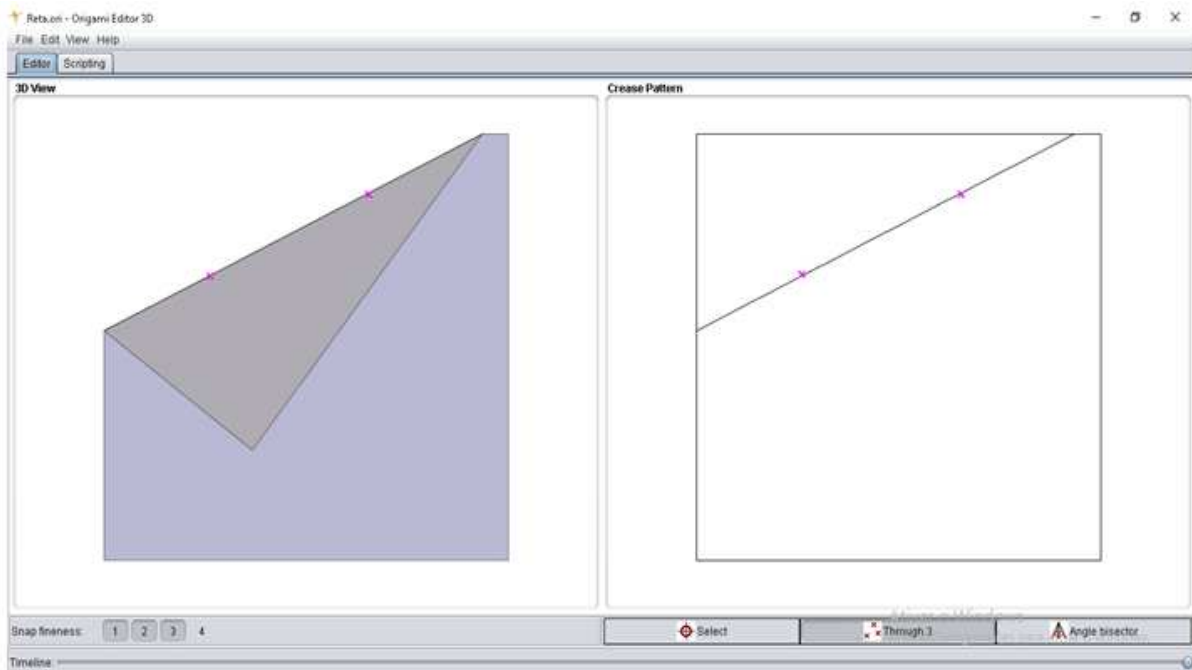 Reta.ori - Origami Editor 3D
File Edit View Help
Editor Scripting
3D View
Crease Pattern
Snap fineness: 1 2 3 4
Select
Through 3
Angle bisector
Timeline